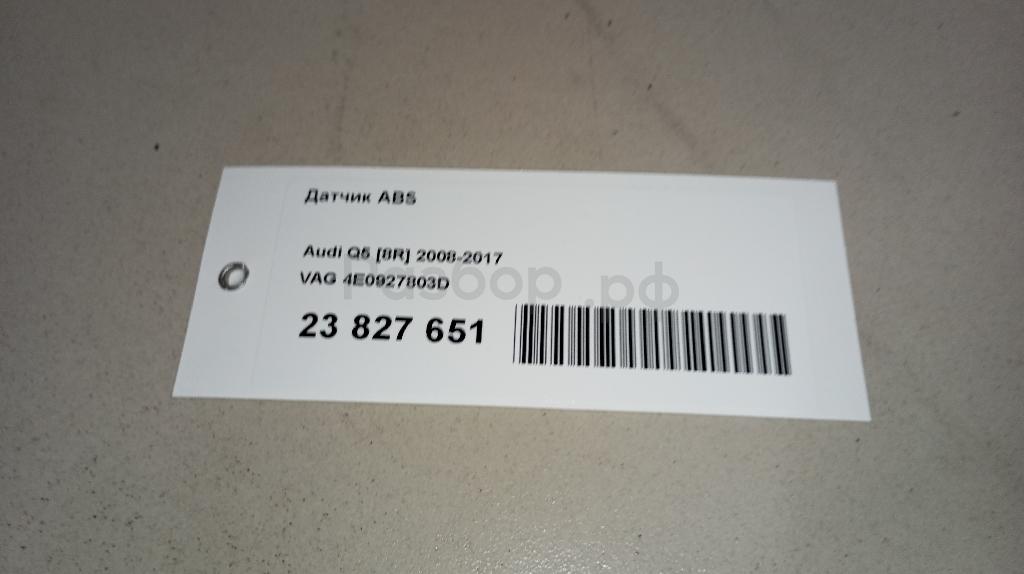 Датчик ABS
Audi Q5 [8R] 2008-2017
VAG 4E0927803D
Разбор.рф
23 827 651